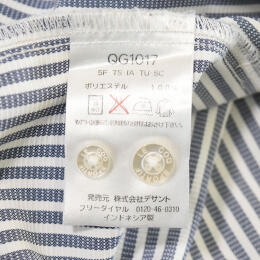 QG1017
SF TS IA TU SC
ポリエステル 100%
発売元 株式会社デサント
フリーダイヤル 0120-46-0310
インドネシア製